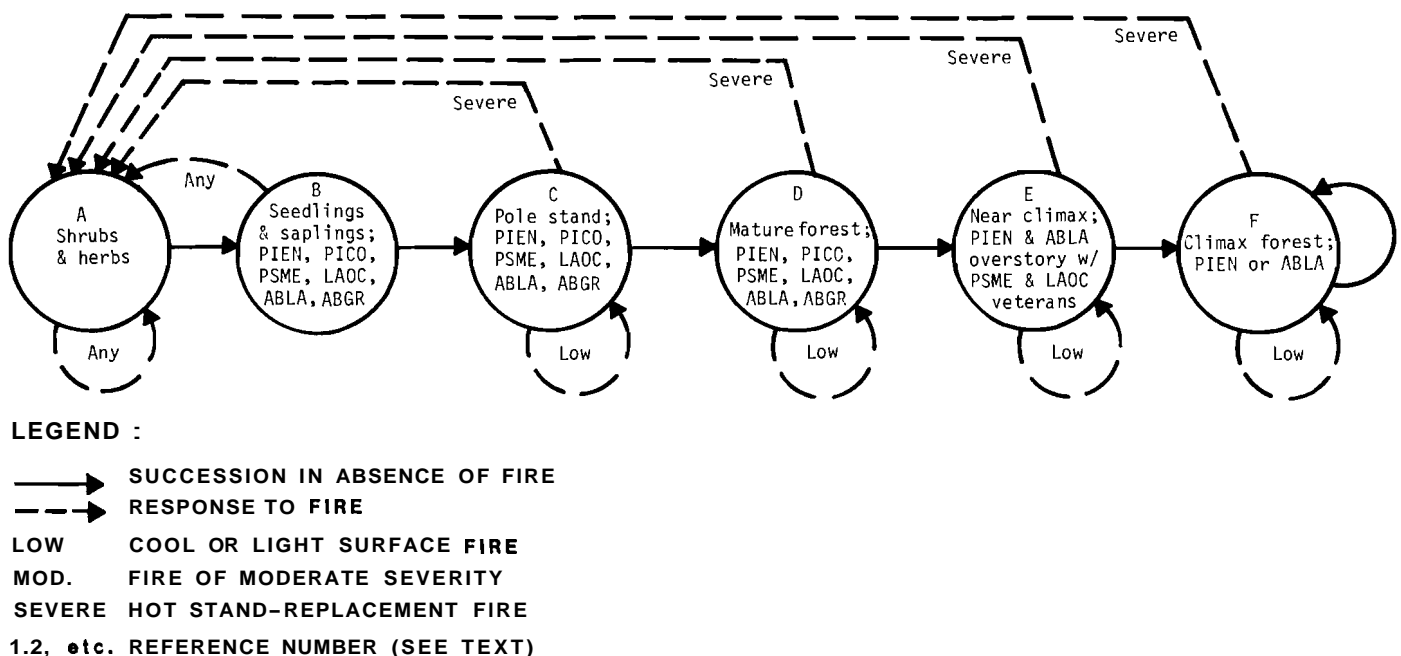 Severe
Severe
Severe
Severe
Any
A
Shrubs
& herbs
Any
B
Seedlings
& saplings;
PIEN, PICO,
PSME, LAOC,
ABLA, ABGR
C
Pole stand;
PIEN, PICO,
PSME, LAOC,
ABLA, ABGR
Low
D
Mature forest;
PIEN, PICO,
PSME, LAOC,
ABLA, ABGR
Low
E
Near climax;
PIEN & ABLA
overstory w/
PSME & LAOC
veterans
Low
F
Climax forest;
PIEN or ABLA
Low
LEGEND :
SUCCESSION IN ABSENCE OF FIRE
RESPONSE TO FIRE
LOW COOL OR LIGHT SURFACE FIRE
MOD. FIRE OF MODERATE SEVERITY
SEVERE HOT STAND-REPLACEMENT FIRE
1.2, etc. REFERENCE NUMBER (SEE TEXT)